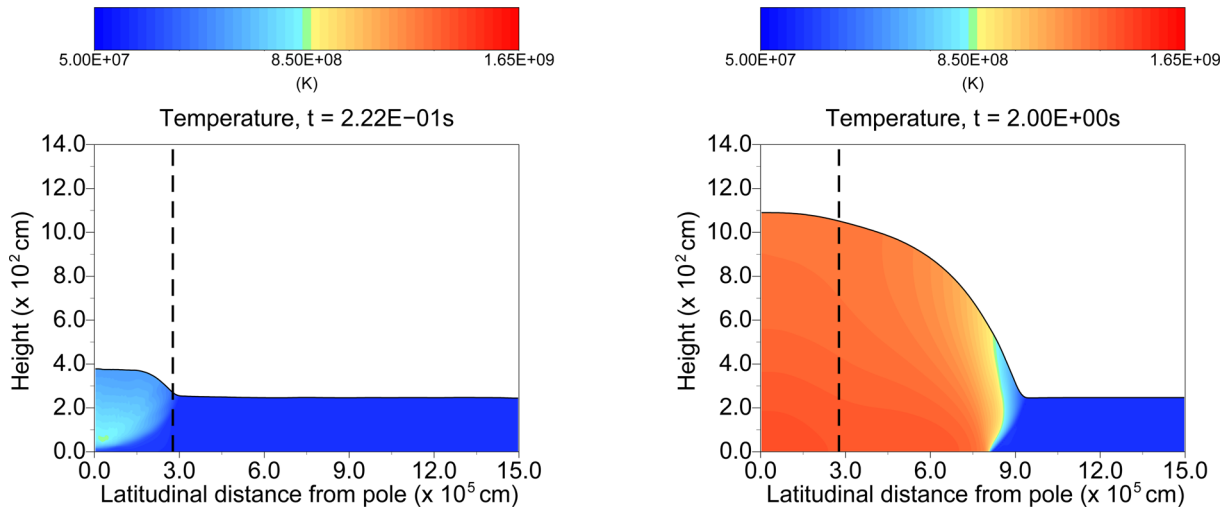 5.00E+07 8.50E+08 1.65E+09
(K)
Temperature, t = 2.22E−01s
14.0
12.0
10.0
8.0
6.0
4.0
2.0
0.0
Height (x 10² cm)
0.0 3.0 6.0 9.0 12.0 15.0
Latitudinal distance from pole (x 10⁵ cm)
5.00E+07 8.50E+08 1.65E+09
(K)
Temperature, t = 2.00E+00s
14.0
12.0
10.0
8.0
6.0
4.0
2.0
0.0
Height (x 10² cm)
0.0 3.0 6.0 9.0 12.0 15.0
Latitudinal distance from pole (x 10⁵ cm)